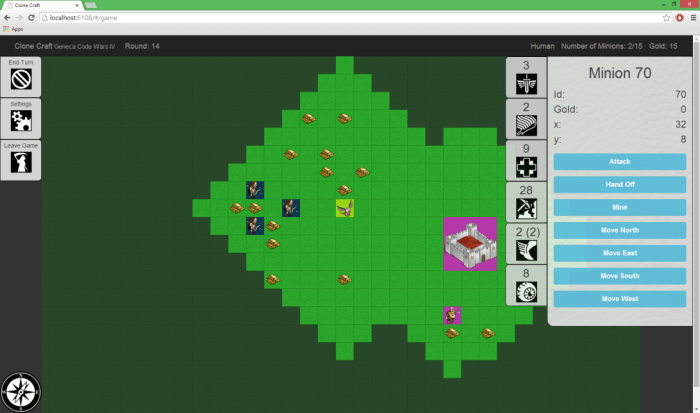 Clone Craft
localhost:6108/#/game
Apps
Clone Craft Geneca Code Wars IV Round: 14 Human Number of Minions: 2/15 Gold: 15
End Turn
Settings
Leave Game
3
2
9
28
2 (2)
8
Minion 70
Id: 70
Gold: 0
x: 32
y: 8
Attack
Hand Off
Mine
Move North
Move East
Move South
Move West